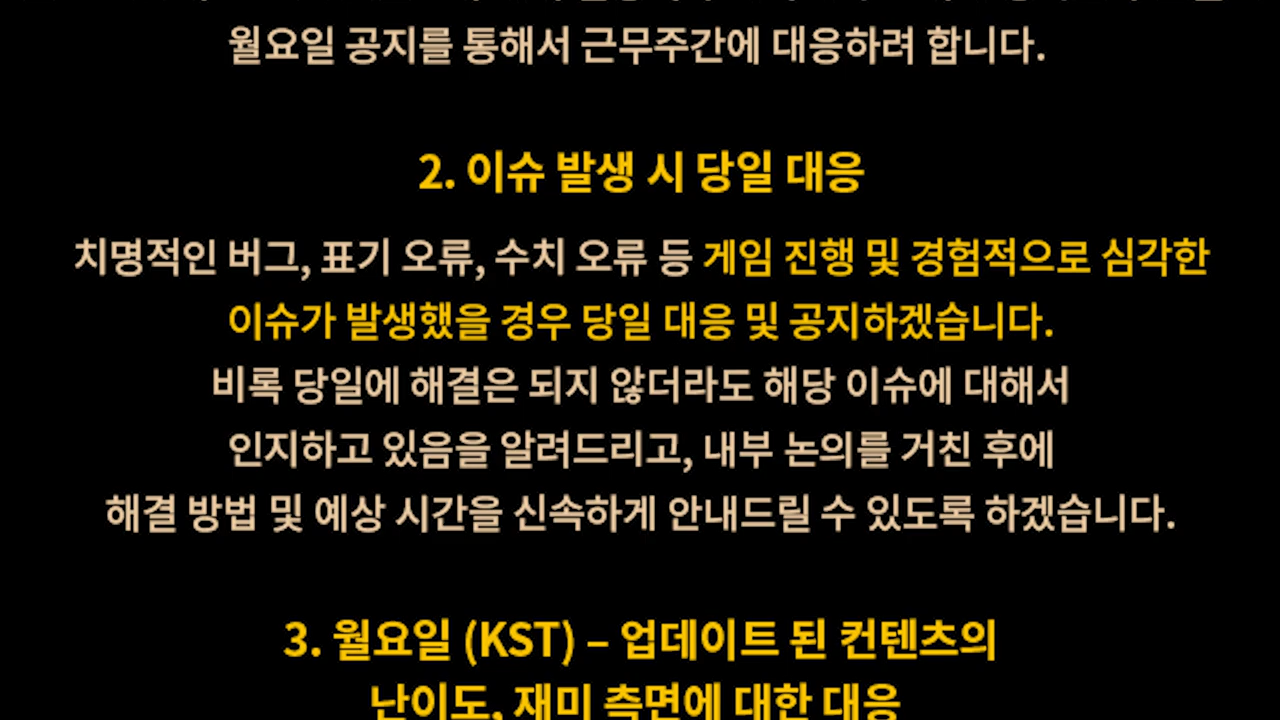 월요일 공지를 통해서 근무주간에 대응하려 합니다.
2. 이슈 발생 시 당일 대응
치명적인 버그, 표기 오류, 수치 오류 등 게임 진행 및 경험적으로 심각한
이슈가 발생했을 경우 당일 대응 및 공지하겠습니다.
비록 당일에 해결은 되지 않더라도 해당 이슈에 대해서
인지하고 있음을 알려드리고, 내부 논의를 거친 후에
해결 방법 및 예상 시간을 신속하게 안내드릴 수 있도록 하겠습니다.
3. 월요일 (KST) – 업데이트 된 컨텐츠의
난이도, 재미 측면에 대한 대응